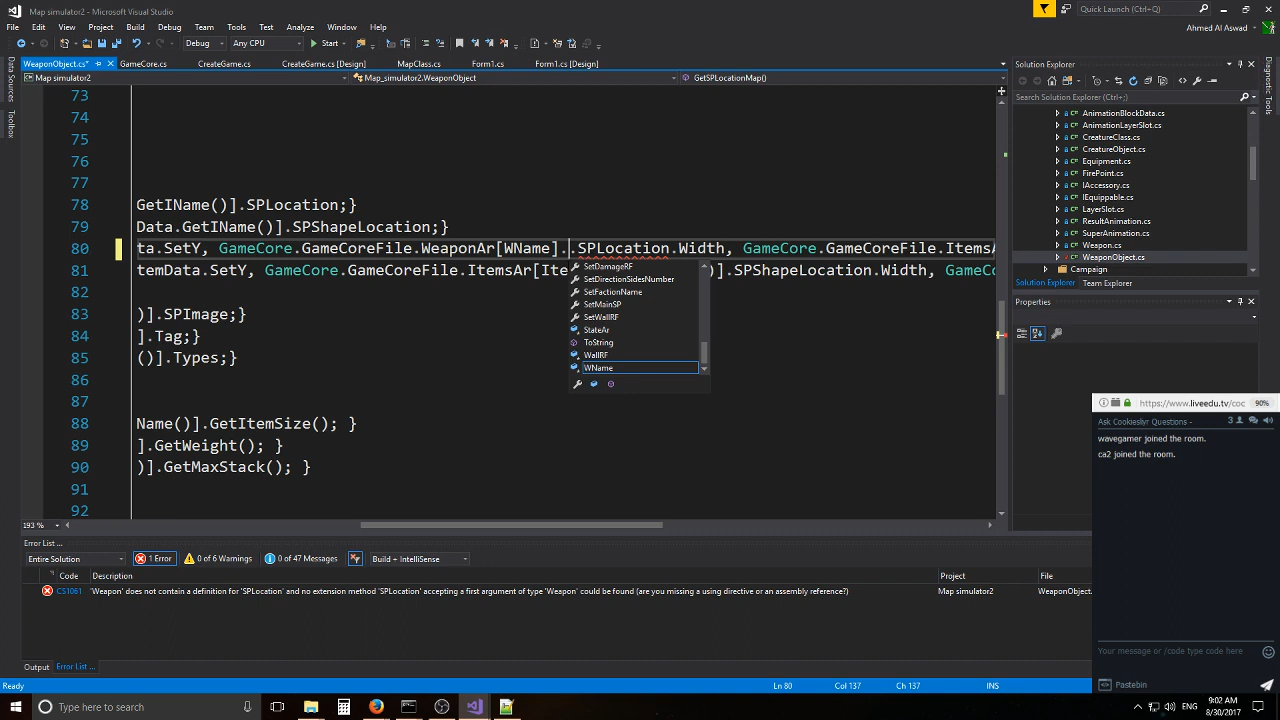 Map simulator2 - Microsoft Visual Studio
Quick Launch (Ctrl+;)
File Edit View Project Build Debug Team Tools Test Analyze Window Help
Ahmed Al Aswad
Debug Any CPU Start
WeaponObject.cs* GameCore.cs CreateGame.cs CreateGame.cs [Design] MapClass.cs Form1.cs Form1.cs [Design]
Map simulator2 Map_simulator2.WeaponObject GetSPLocationMap()
Data Sources
Toolbox
73
74
75
76
77
78 GetIName()].SPLocation;}
79 Data.GetIName()].SPShapeLocation;}
80 ta.SetY, GameCore.GameCoreFile.WeaponAr[WName]..SPLocation.Width, GameCore.GameCoreFile.ItemsA
81 temData.SetY, GameCore.GameCoreFile.ItemsAr[Ite )].SPShapeLocation.Width, GameCo
82
83 )].SPImage;}
84 ].Tag;}
85 ()].Types;}
86
87
88 Name()].GetItemSize(); }
89 ].GetWeight(); }
90 )].GetMaxStack(); }
91
92
SetDamageRF
SetDirectionSidesNumber
SetFactionName
SetMainSP
SetWallRF
StateAr
ToString
WallRF
WName
193 %
Solution Explorer
Search Solution Explorer (Ctrl+;)
AnimationBlockData.cs
AnimationLayerSlot.cs
CreatureClass.cs
CreatureObject.cs
Equipment.cs
FirePoint.cs
IAccessory.cs
IEquippable.cs
LayerSlot.cs
ResultAnimation.cs
SuperAnimation.cs
Weapon.cs
WeaponObject.cs
Campaign
Solution Explorer Team Explorer
Properties
Diagnostic Tools
Error List ...
Entire Solution 1 Error 0 of 6 Warnings 0 of 47 Messages Build + IntelliSense
Code Description Project File
CS1061 'Weapon' does not contain a definition for 'SPLocation' and no extension method 'SPLocation' accepting a first argument of type 'Weapon' could be found (are you missing a using directive or an assembly reference?) Map simulator2 WeaponObject.
Output Error List ...
Ready Ln 80 Col 137 Ch 137 INS
https://www.liveedu.tv/coc 90%
Ask Cookiesliyr Questions - 3
wavegamer joined the room.
ca2 joined the room.
Your message or /code type code here
Pastebin
Type here to search
ENG
9:02 AM
8/30/2017